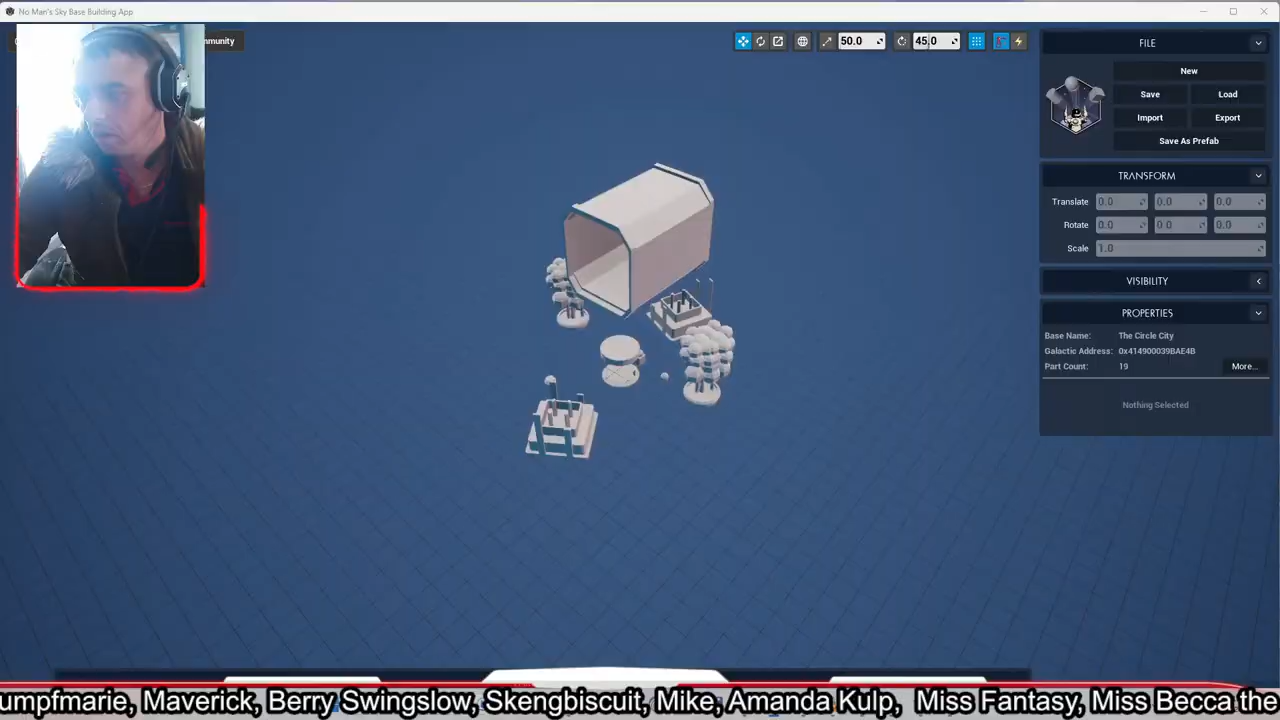 No Man's Sky Base Building App
50.0
45.0
FILE
New
Save
Load
Import
Export
Save As Prefab
TRANSFORM
Translate 0.0 0.0 0.0
Rotate 0.0 0.0 0.0
Scale 1.0
VISIBILITY
PROPERTIES
Base Name: The Circle City
Galactic Address: 0x414900039BAE4B
Part Count: 19 More...
Nothing Selected
Maverick, Berry Swingslow, Skengbiscuit, Mike, Amanda Kulp, Miss Fantasy, Miss Becca the